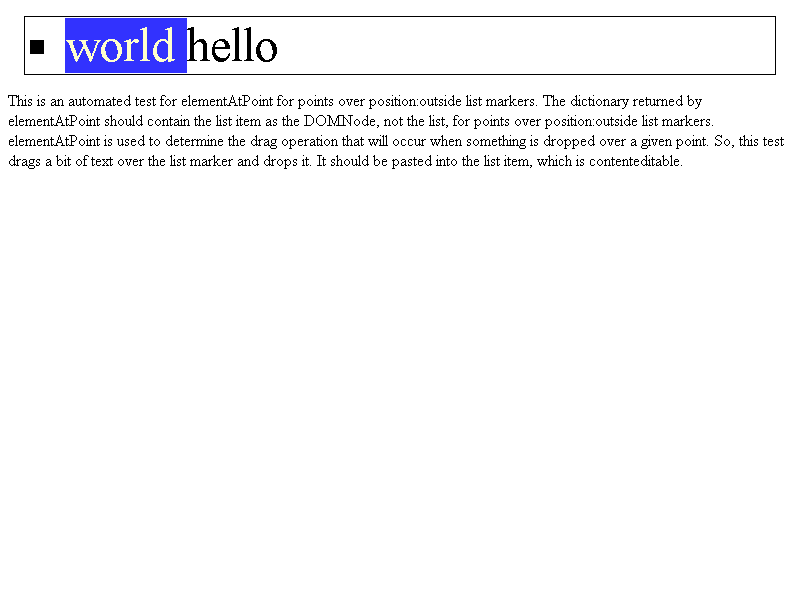 world hello
This is an automated test for elementAtPoint for points over position:outside list markers. The dictionary returned by
elementAtPoint should contain the list item as the DOMNode, not the list, for points over position:outside list markers.
elementAtPoint is used to determine the drag operation that will occur when something is dropped over a given point. So, this test
drags a bit of text over the list marker and drops it. It should be pasted into the list item, which is contenteditable.